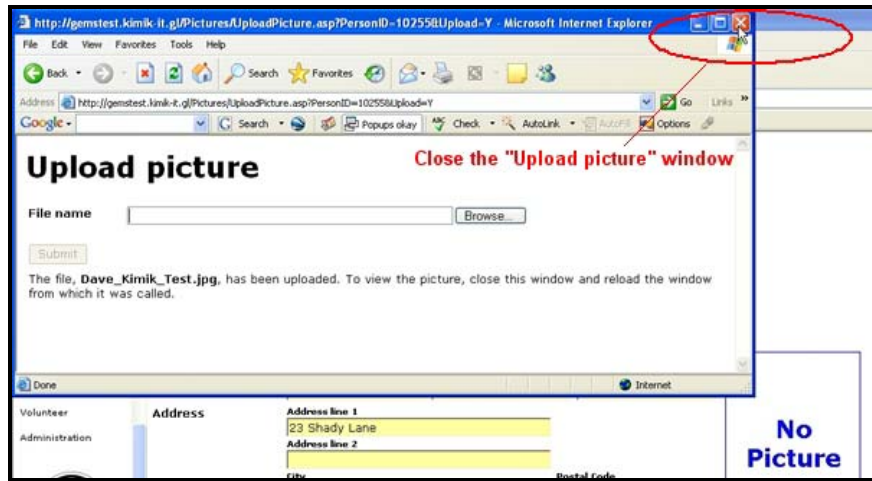 http://gemstest.kimik-it.gl/Pictures/UploadPicture.asp?PersonID=10255&Upload=Y - Microsoft Internet Explorer
File Edit View Favorites Tools Help
Back Search Favorites
Address http://gemstest.kimik-it.gl/Pictures/UploadPicture.asp?PersonID=10255&Upload=Y Go Links »
Google Search Popups okay Check AutoLink AutoFill Options
Close the "Upload picture" window
Upload picture
File name Browse...
Submit
The file, Dave_Kimik_Test.jpg, has been uploaded. To view the picture, close this window and reload the window
from which it was called.
Done Internet
Volunteer Address Address line 1
23 Shady Lane
Administration Address line 2
No
Picture
City Postal Code